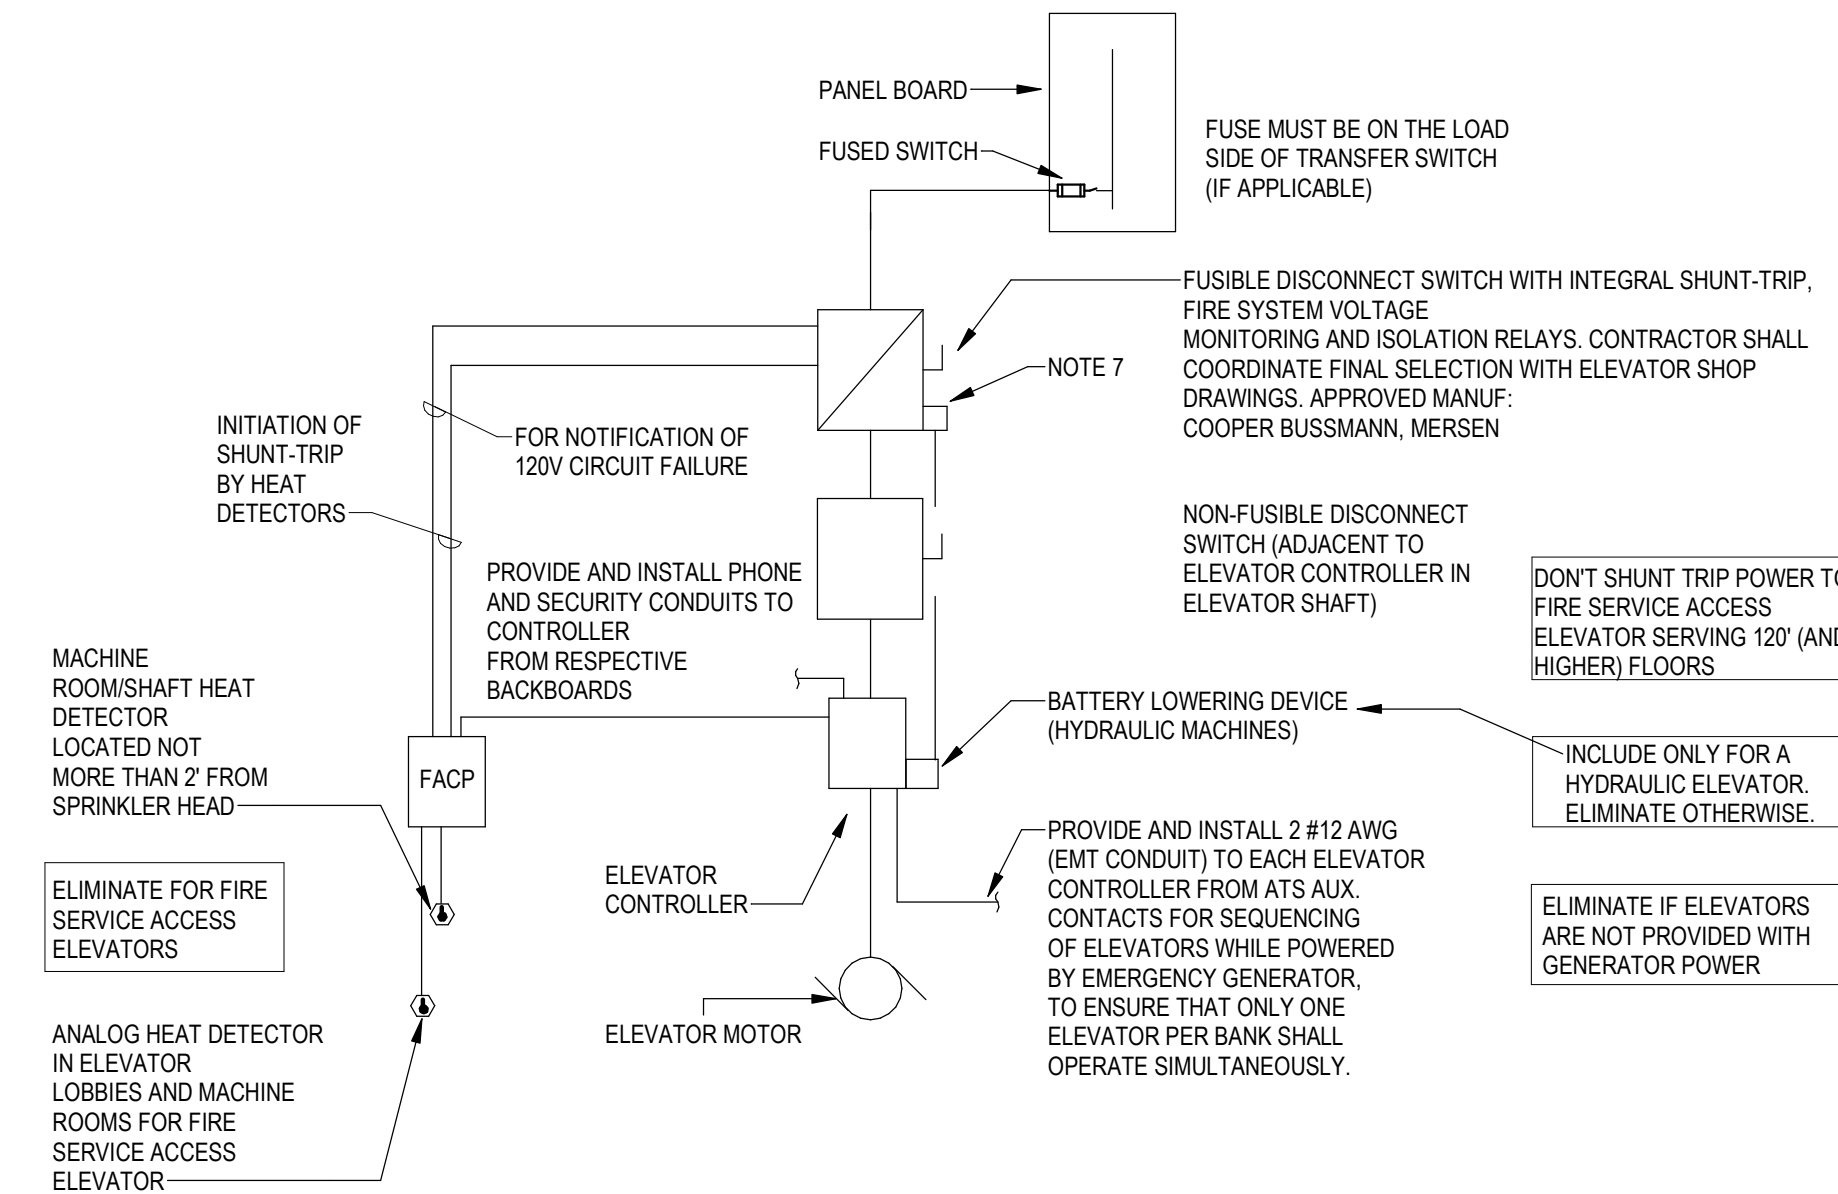 PANEL BOARD
FUSED SWITCH
FUSE MUST BE ON THE LOAD
SIDE OF TRANSFER SWITCH
(IF APPLICABLE)
FUSIBLE DISCONNECT SWITCH WITH INTEGRAL SHUNT-TRIP,
FIRE SYSTEM VOLTAGE
MONITORING AND ISOLATION RELAYS. CONTRACTOR SHALL
COORDINATE FINAL SELECTION WITH ELEVATOR SHOP
DRAWINGS. APPROVED MANUF:
COOPER BUSSMANN, MERSEN
NOTE 7
INITIATION OF
SHUNT-TRIP
BY HEAT
DETECTORS
FOR NOTIFICATION OF
120V CIRCUIT FAILURE
NON-FUSIBLE DISCONNECT
SWITCH (ADJACENT TO
ELEVATOR CONTROLLER IN
ELEVATOR SHAFT)
DON'T SHUNT TRIP POWER TO
FIRE SERVICE ACCESS
ELEVATOR SERVING 120' (AND
HIGHER) FLOORS
PROVIDE AND INSTALL PHONE
AND SECURITY CONDUITS TO
CONTROLLER
FROM RESPECTIVE
BACKBOARDS
MACHINE
ROOM/SHAFT HEAT
DETECTOR
LOCATED NOT
MORE THAN 2' FROM
SPRINKLER HEAD
FACP
BATTERY LOWERING DEVICE
(HYDRAULIC MACHINES)
INCLUDE ONLY FOR A
HYDRAULIC ELEVATOR.
ELIMINATE OTHERWISE.
ELIMINATE FOR FIRE
SERVICE ACCESS
ELEVATORS
ELEVATOR
CONTROLLER
PROVIDE AND INSTALL 2 #12 AWG
(EMT CONDUIT) TO EACH ELEVATOR
CONTROLLER FROM ATS AUX.
CONTACTS FOR SEQUENCING
OF ELEVATORS WHILE POWERED
BY EMERGENCY GENERATOR,
TO ENSURE THAT ONLY ONE
ELEVATOR PER BANK SHALL
OPERATE SIMULTANEOUSLY.
ELIMINATE IF ELEVATORS
ARE NOT PROVIDED WITH
GENERATOR POWER
ELEVATOR MOTOR
ANALOG HEAT DETECTOR
IN ELEVATOR
LOBBIES AND MACHINE
ROOMS FOR FIRE
SERVICE ACCESS
ELEVATOR